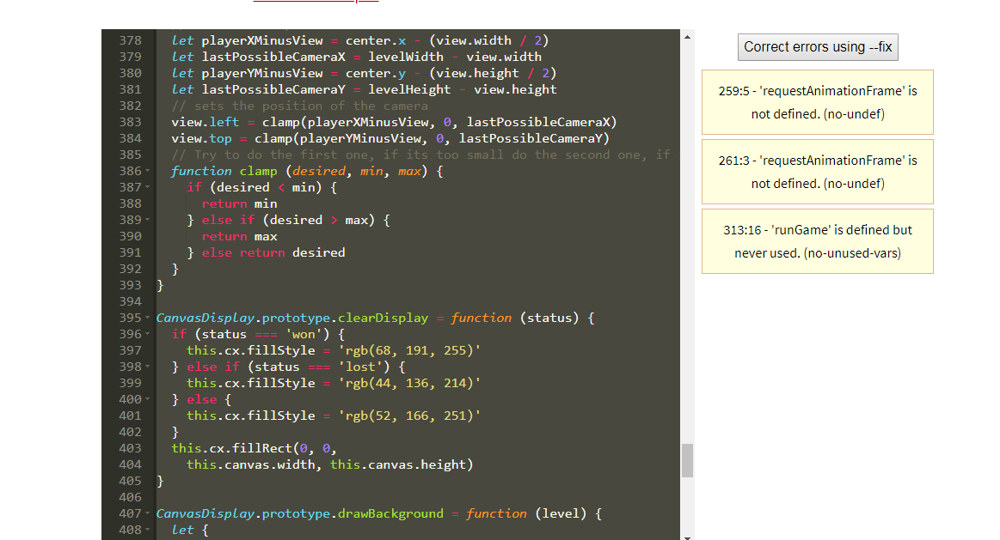 378 let playerXMinusView = center.x - (view.width / 2)
379 let lastPossibleCameraX = levelWidth - view.width
380 let playerYMinusView = center.y - (view.height / 2)
381 let lastPossibleCameraY = levelHeight - view.height
382 // sets the position of the camera
383 view.left = clamp(playerXMinusView, 0, lastPossibleCameraX)
384 view.top = clamp(playerYMinusView, 0, lastPossibleCameraY)
385 // Try to do the first one, if its too small do the second one, if
386 function clamp (desired, min, max) {
387 if (desired < min) {
388 return min
389 } else if (desired > max) {
390 return max
391 } else return desired
392 }
393 }
394
395 CanvasDisplay.prototype.clearDisplay = function (status) {
396 if (status === 'won') {
397 this.cx.fillStyle = 'rgb(68, 191, 255)'
398 } else if (status === 'lost') {
399 this.cx.fillStyle = 'rgb(44, 136, 214)'
400 } else {
401 this.cx.fillStyle = 'rgb(52, 166, 251)'
402 }
403 this.cx.fillRect(0, 0,
404 this.canvas.width, this.canvas.height)
405 }
406
407 CanvasDisplay.prototype.drawBackground = function (level) {
408 let {
Correct errors using --fix
259:5 - 'requestAnimationFrame' is
not defined. (no-undef)
261:3 - 'requestAnimationFrame' is
not defined. (no-undef)
313:16 - 'runGame' is defined but
never used. (no-unused-vars)